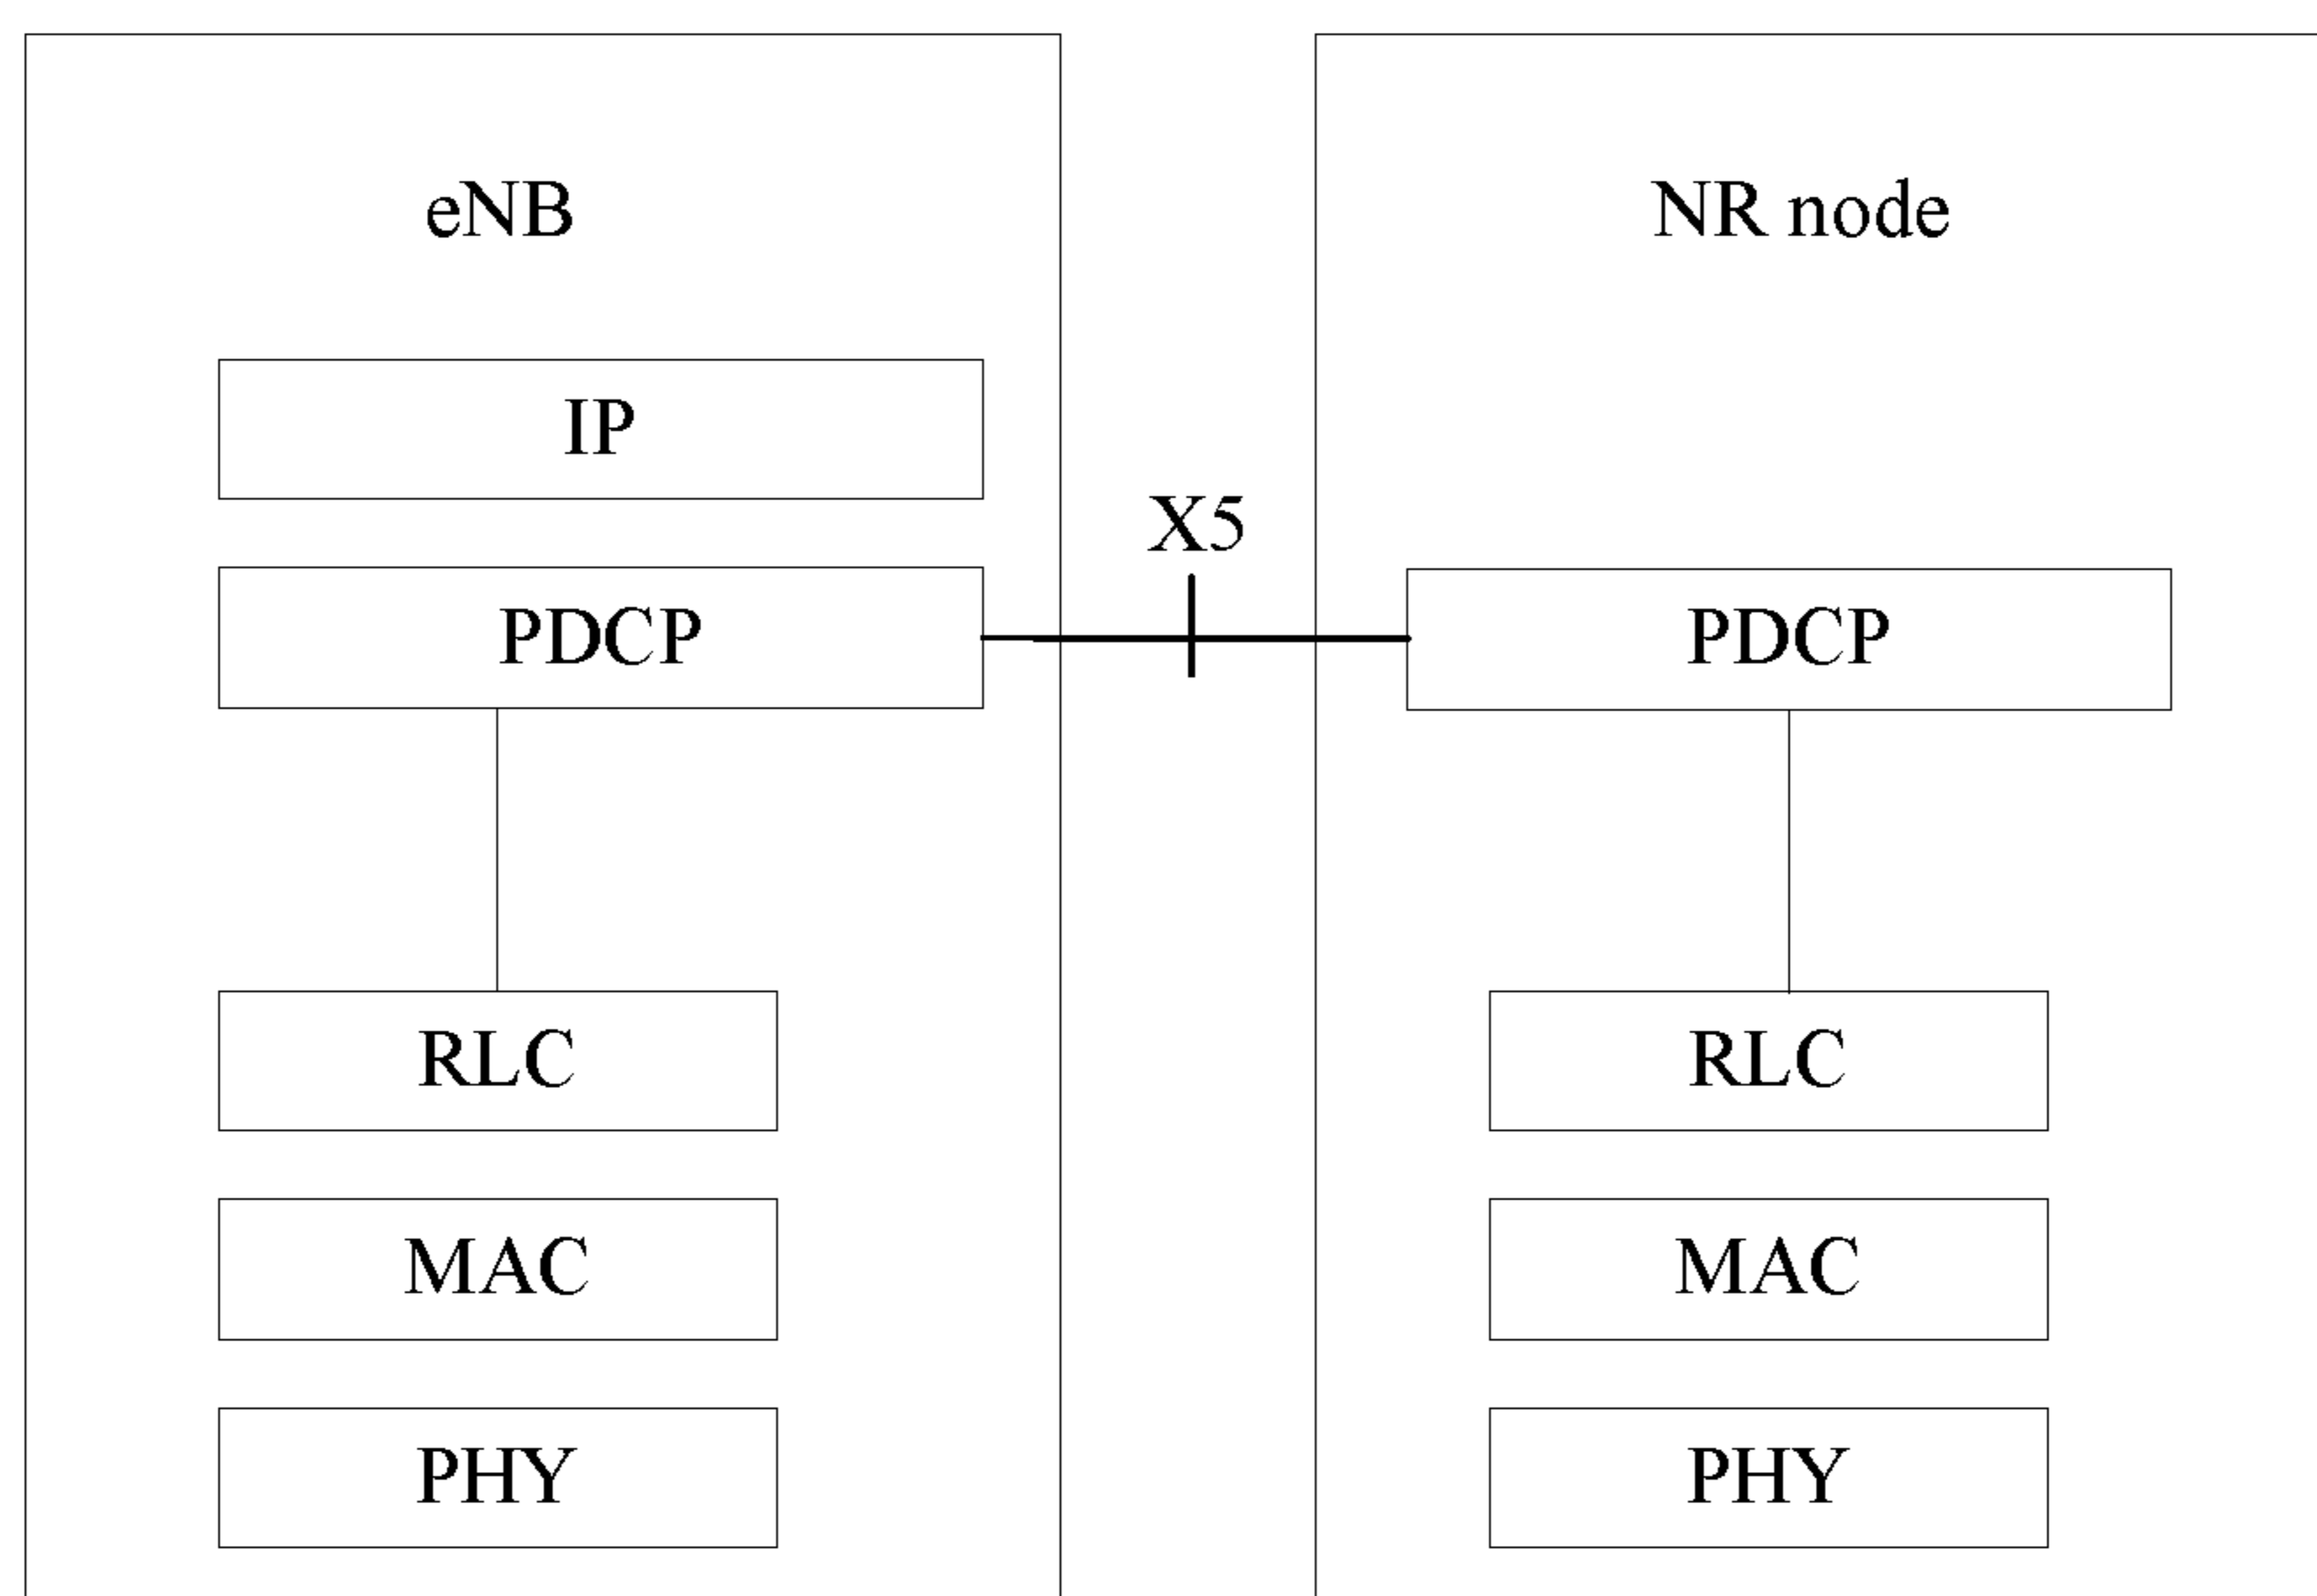 eNB
IP
PDCP
RLC
MAC
PHY
X5
NR node
PDCP
RLC
MAC
PHY